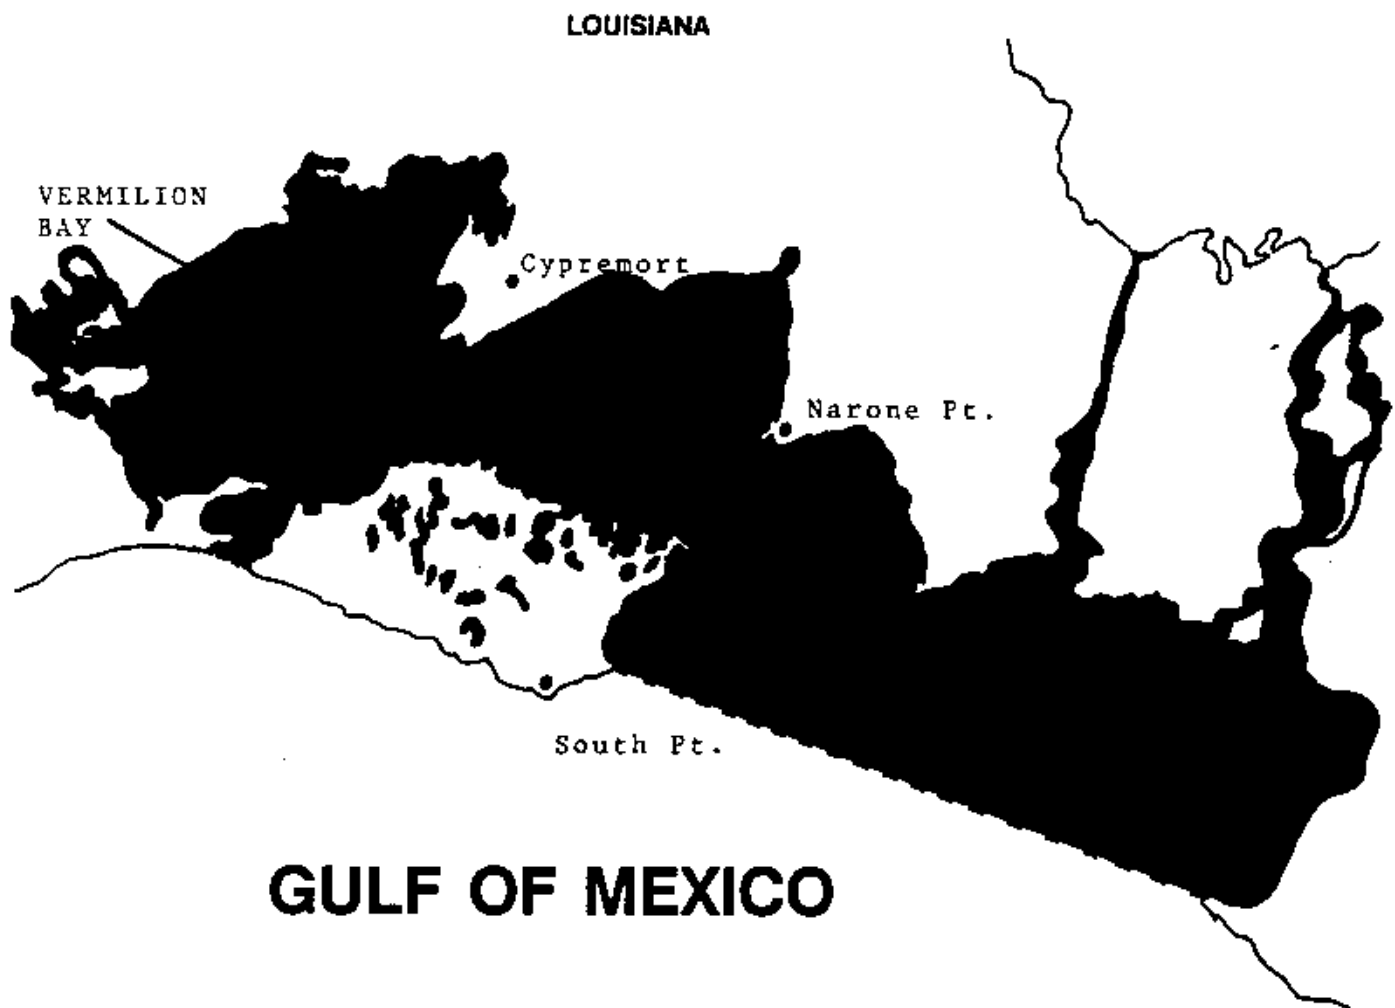 LOUISIANA
VERMILION
BAY
Cypremort
Narone Pt.
South Pt.
GULF OF MEXICO